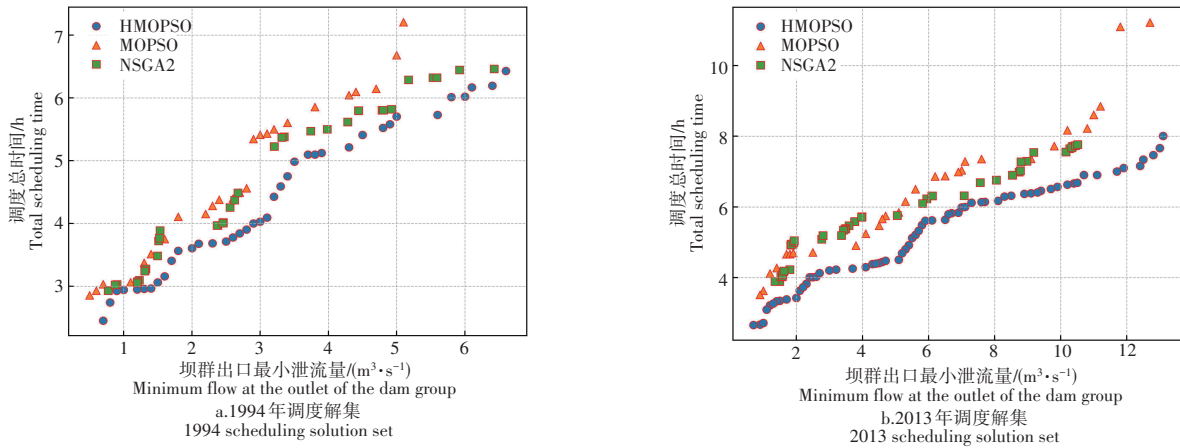 HMOPSO
MOPSO
NSGA2
7
6
5
4
3
调度总时间/h
Total scheduling time
1
2
3
4
5
6
坝群出口最小泄流量/(m³·s⁻¹)
Minimum flow at the outlet of the dam group
a.1994年调度解集
1994 scheduling solution set
HMOPSO
MOPSO
NSGA2
10
8
6
4
调度总时间/h
Total scheduling time
2
4
6
8
10
12
坝群出口最小泄流量/(m³·s⁻¹)
Minimum flow at the outlet of the dam group
b.2013年调度解集
2013 scheduling solution set